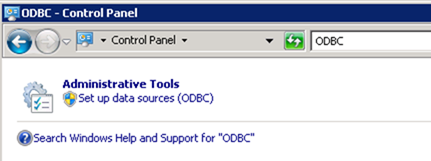 ODBC - Control Panel
Control Panel
ODBC
Administrative Tools
Set up data sources (ODBC)
Search Windows Help and Support for "ODBC"